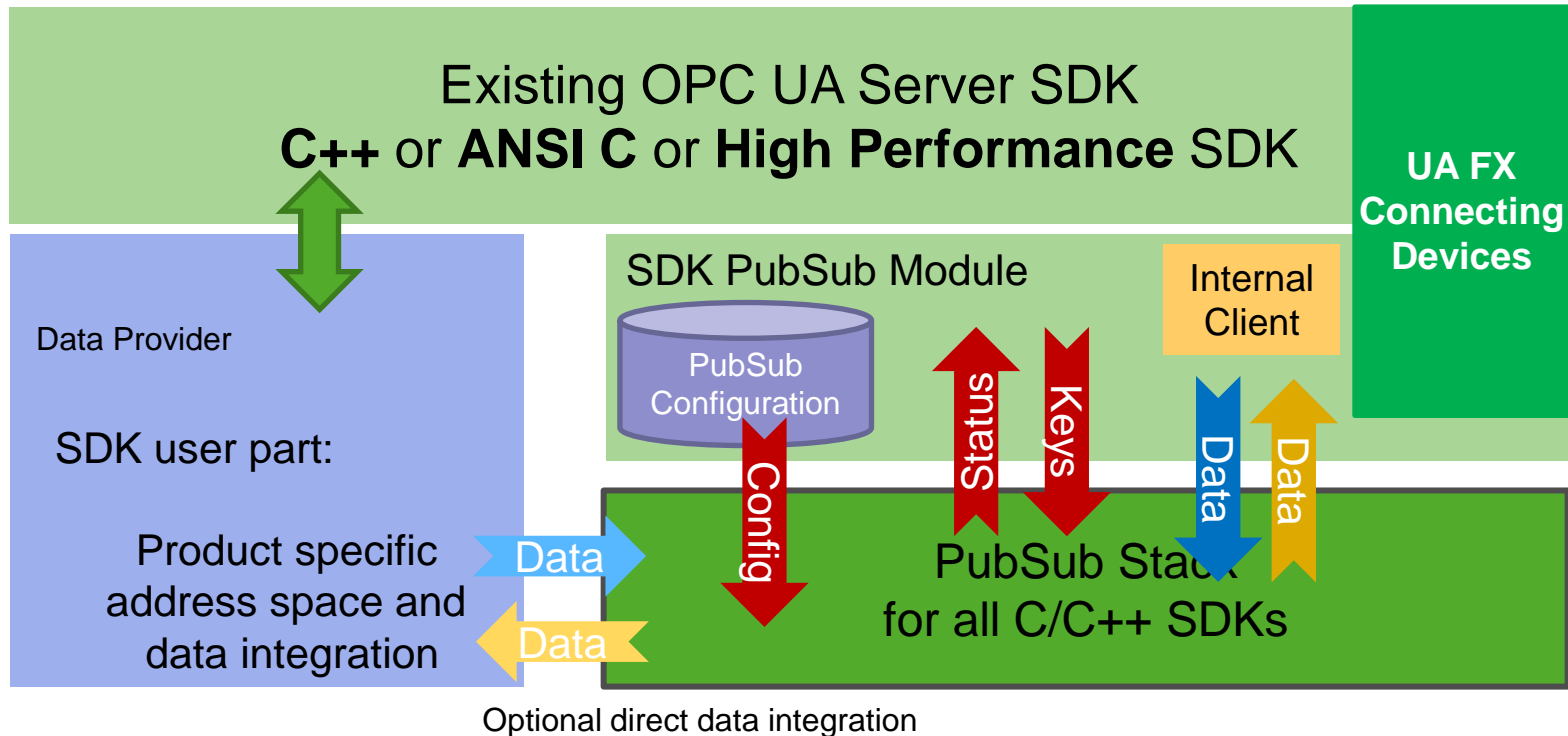 Existing OPC UA Server SDK
C++ or ANSI C or High Performance SDK
UA FX
Connecting
Devices
Data Provider
SDK user part:
Product specific
address space and
data integration
SDK PubSub Module
PubSub
Configuration
Internal
Client
Config
Status
Keys
Data
Data
Data
Data
PubSub Stack
for all C/C++ SDKs
Optional direct data integration